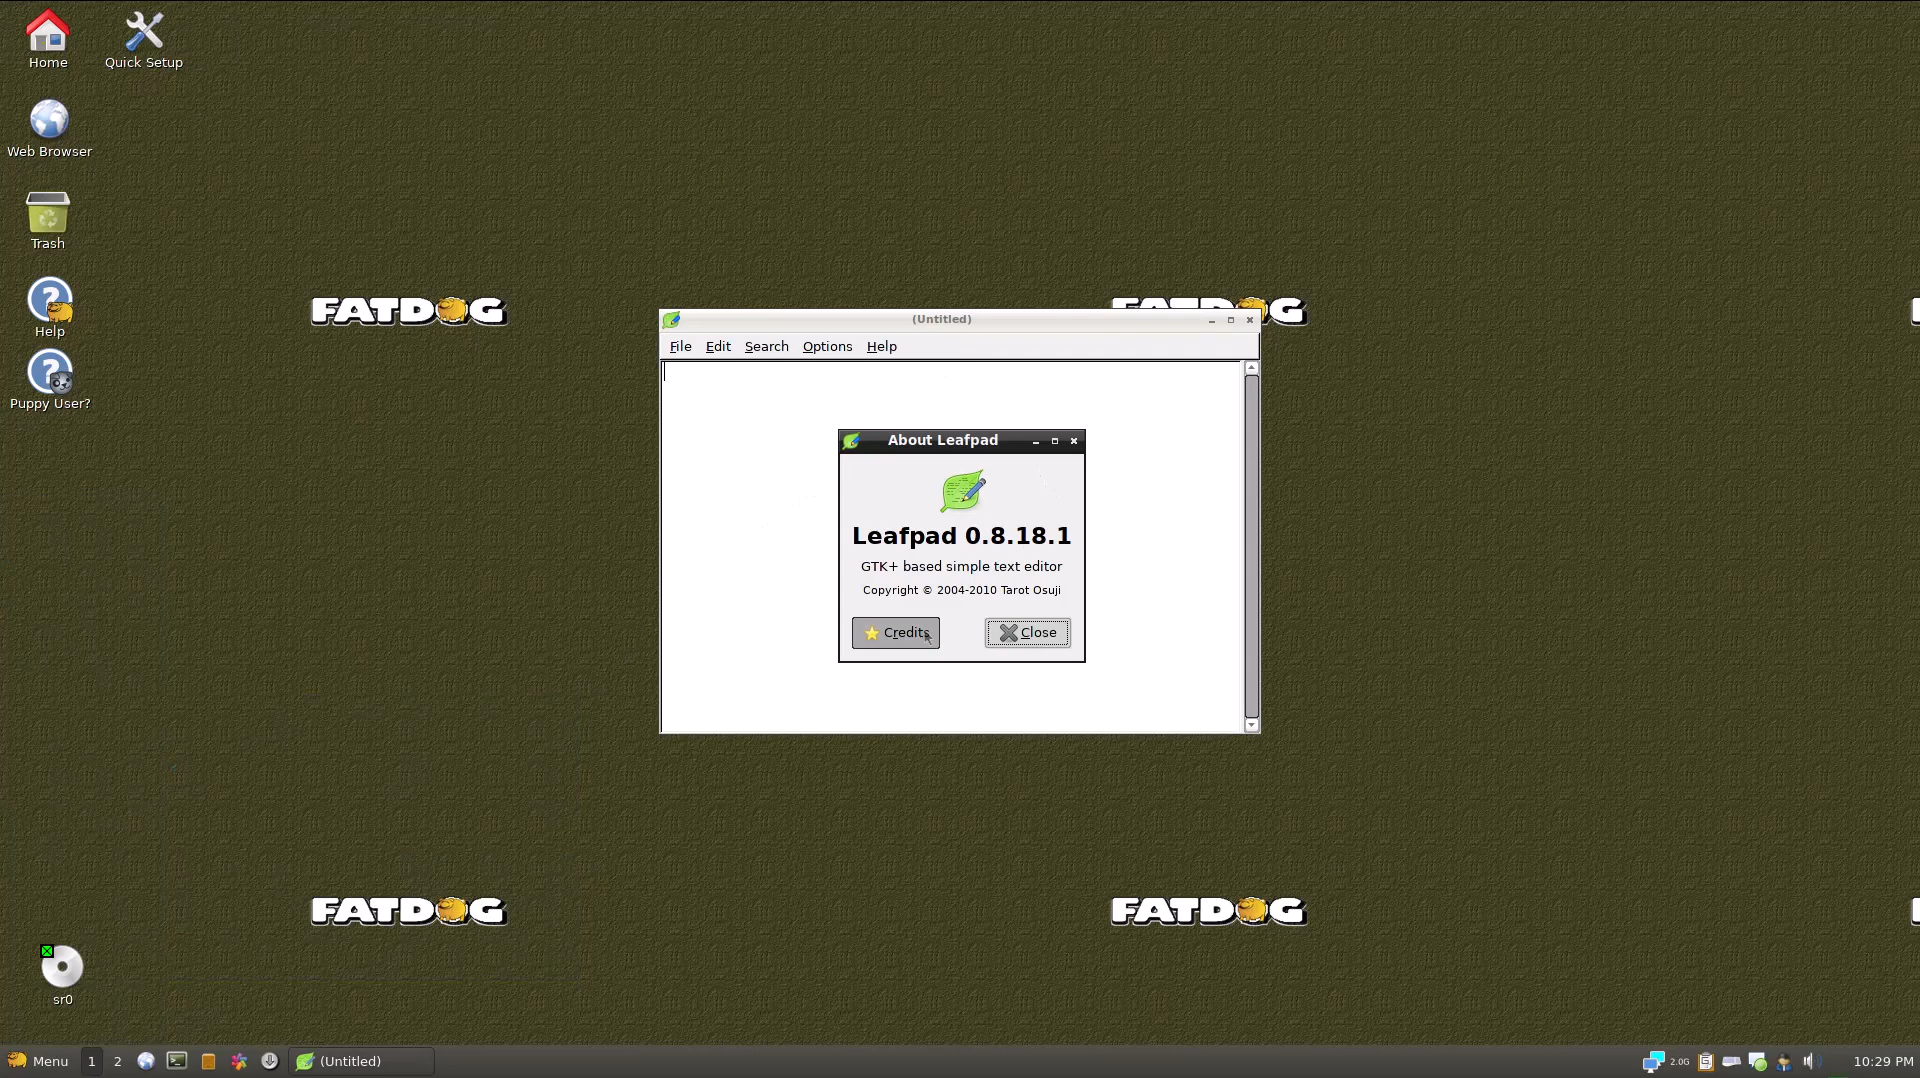 Home
Quick Setup
Web Browser
Trash
Help
Puppy User?
FATDOG
FATDOG
(Untitled)
File Edit Search Options Help
About Leafpad
Leafpad 0.8.18.1
GTK+ based simple text editor
Copyright © 2004-2010 Tarot Osuji
Credits
Close
FATDOG
FATDOG
sr0
Menu 1 2 (Untitled) 2.0G 10:29 PM